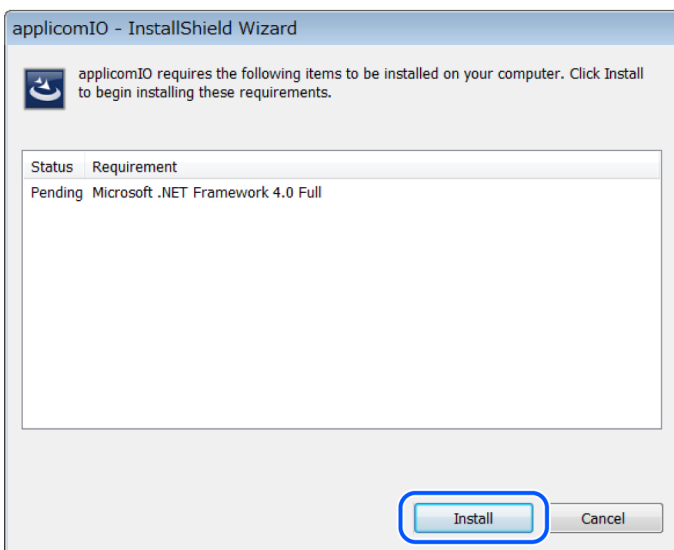 applicomIO - InstallShield Wizard
applicomIO requires the following items to be installed on your computer. Click Install
to begin installing these requirements.
Status Requirement
Pending Microsoft .NET Framework 4.0 Full
Install Cancel